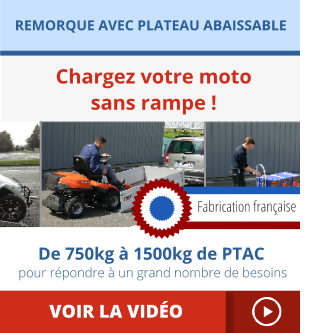 REMORQUE AVEC PLATEAU ABAISSABLE
Chargez votre moto
sans rampe !
Fabrication française
De 750kg à 1500kg de PTAC
pour répondre à un grand nombre de besoins
VOIR LA VIDÉO